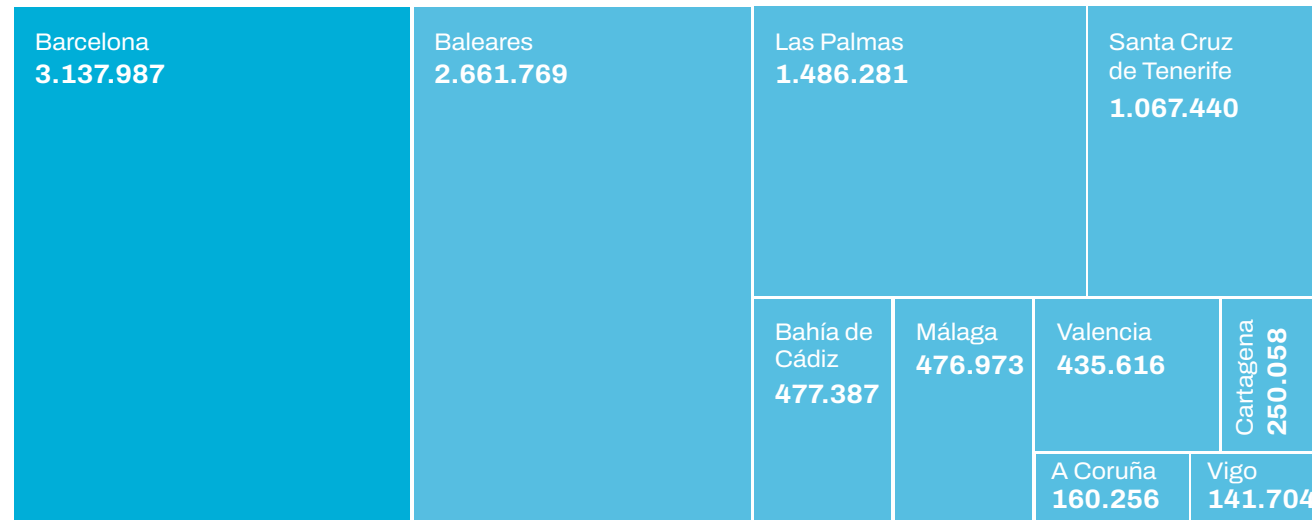 Barcelona
3.137.987
Baleares
2.661.769
Las Palmas
1.486.281
Santa Cruz
de Tenerife
1.067.440
Bahía de
Cádiz
477.387
Málaga
476.973
Valencia
435.616
Cartagena
250.058
A Coruña
160.256
Vigo
141.704